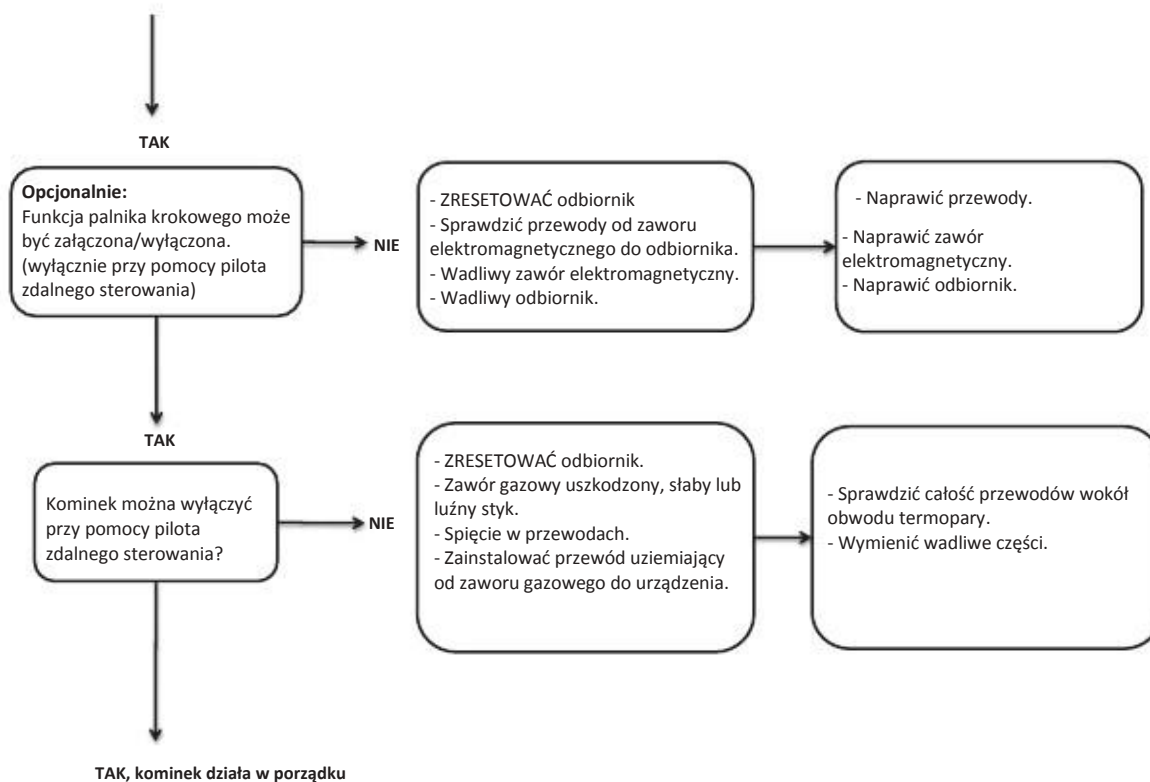 TAK
Opcjonalnie:
Funkcja palnika krokowego może
być załączona/wyłączona.
(wyłącznie przy pomocy pilota
zdalnego sterowania)
NIE
- ZRESETOWAĆ odbiornik
- Sprawdzić przewody od zaworu
elektromagnetycznego do odbiornika.
- Wadliwy zawór elektromagnetyczny.
- Wadliwy odbiornik.
- Naprawić przewody.
- Naprawić zawór
elektromagnetyczny.
- Naprawić odbiornik.
TAK
Kominek można wyłączyć
przy pomocy pilota
zdalnego sterowania?
NIE
- ZRESETOWAĆ odbiornik.
- Zawór gazowy uszkodzony, słaby lub
luźny styk.
- Spięcie w przewodach.
- Zainstalować przewód uziemiający
od zaworu gazowego do urządzenia.
- Sprawdzić całość przewodów wokół
obwodu termopary.
- Wymienić wadliwe części.
TAK, kominek działa w porządku